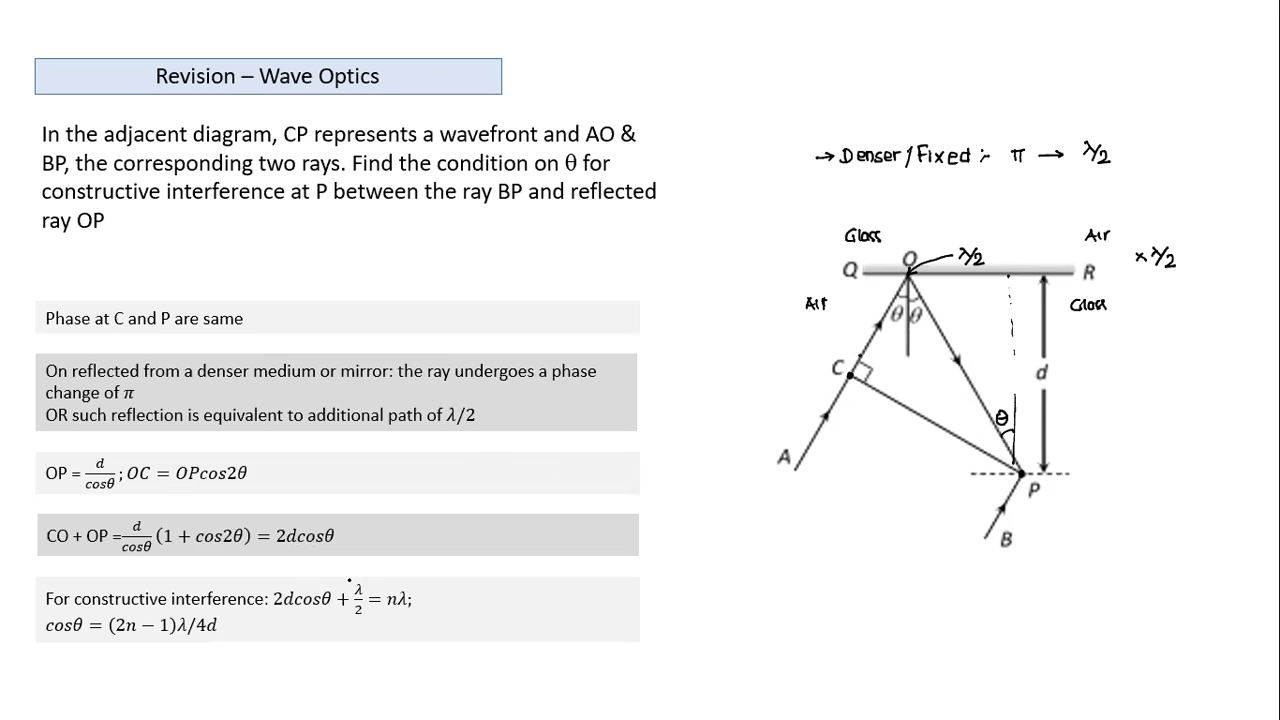 Revision – Wave Optics
In the adjacent diagram, CP represents a wavefront and AO &
BP, the corresponding two rays. Find the condition on θ for
constructive interference at P between the ray BP and reflected
ray OP
Phase at C and P are same
On reflected from a denser medium or mirror: the ray undergoes a phase
change of π
OR such reflection is equivalent to additional path of λ/2
OP = d/cosθ ; OC = OPcos2θ
CO + OP = d/cosθ (1 + cos2θ) = 2dcosθ
For constructive interference: 2dcosθ + λ/2 = nλ;
cosθ = (2n − 1)λ/4d
→ Denser / Fixed :- π → λ/2
Glass
Air
O
λ/2
× λ/2
Q
R
Air
Glass
θ
θ
C
d
θ
A
P
B